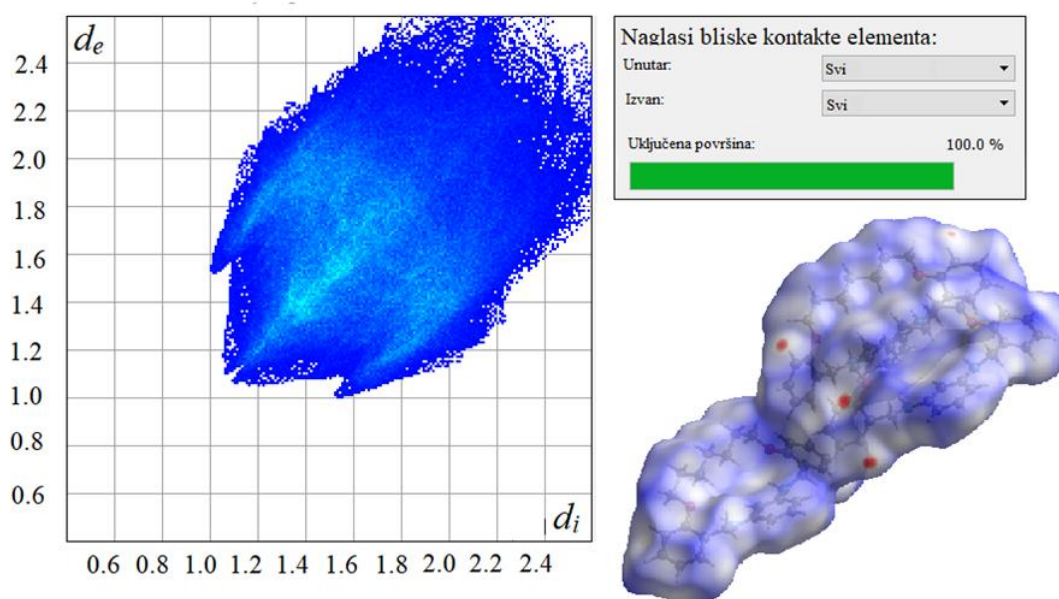 d_e
2.4
2.2
2.0
1.8
1.6
1.4
1.2
1.0
0.8
0.6
d_i
0.6 0.8 1.0 1.2 1.4 1.6 1.8 2.0 2.2 2.4
Naglasi bliske kontakte elementa:
Unutar: Svi
Izvan: Svi
Uključena površina: 100.0 %